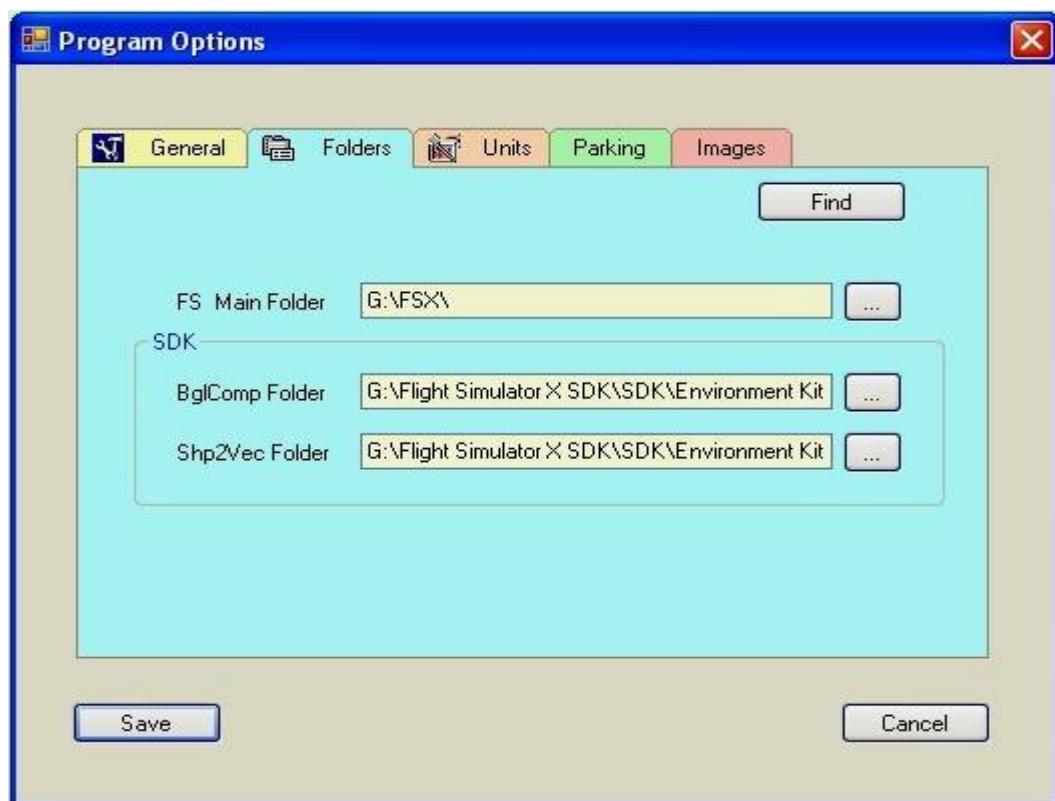 Program Options
General Folders Units Parking Images
Find
FS Main Folder G:\FSX\ ...
SDK
BglComp Folder G:\Flight Simulator X SDK\SDK\Environment Kit ...
Shp2Vec Folder G:\Flight Simulator X SDK\SDK\Environment Kit ...
Save Cancel